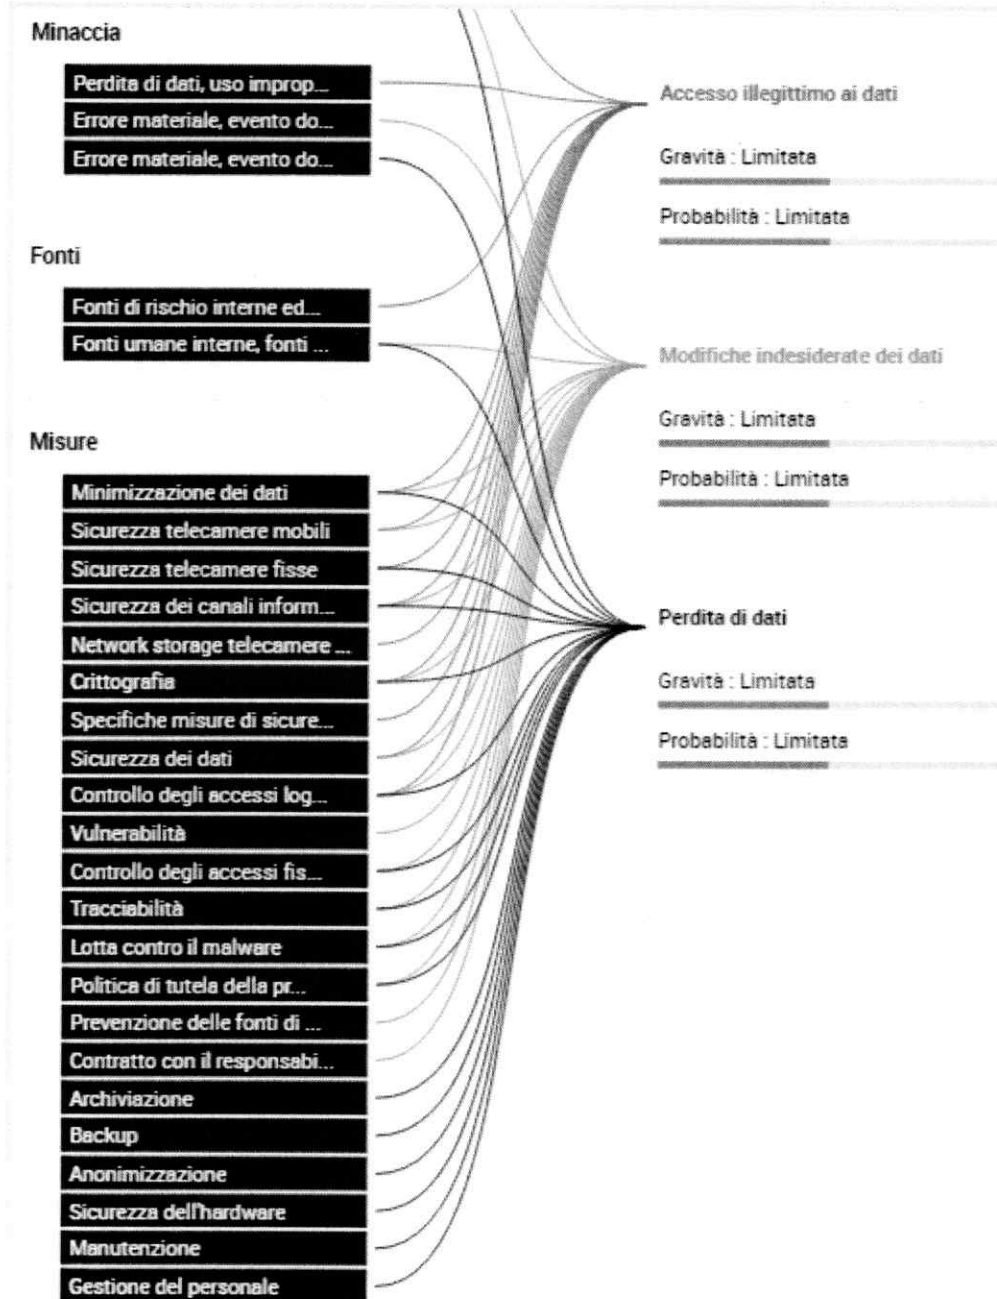 Minaccia
Perdita di dati, uso improp...
Errore materiale, evento do...
Errore materiale, evento do...
Fonti
Fonti di rischio interne ed...
Fonti umane interne, fonti ...
Misure
Minimizzazione dei dati
Sicurezza telecamere mobili
Sicurezza telecamere fisse
Sicurezza dei canali inform...
Network storage telecamere ...
Crittografia
Specifiche misure di sicure...
Sicurezza dei dati
Controllo degli accessi log...
Vulnerabilità
Controllo degli accessi fis...
Tracciabilità
Lotta contro il malware
Politica di tutela della pr...
Prevenzione delle fonti di ...
Contratto con il responsabi...
Archiviazione
Backup
Anonimizzazione
Sicurezza dell'hardware
Manutenzione
Gestione del personale
Accesso illegittimo ai dati
Gravità : Limitata
Probabilità : Limitata
Modifiche indesiderate dei dati
Gravità : Limitata
Probabilità : Limitata
Perdita di dati
Gravità : Limitata
Probabilità : Limitata